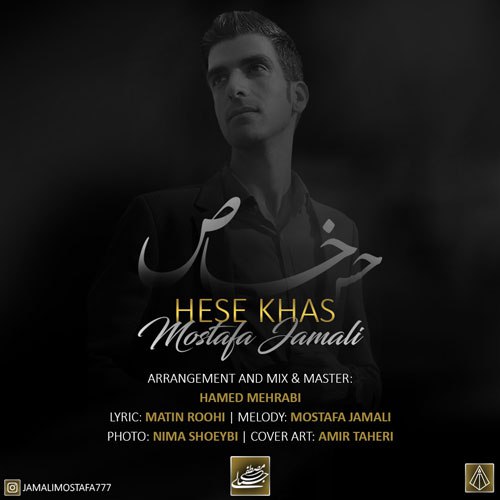 حس خاص
HESE KHAS
Mostafa Jamali
ARRANGEMENT AND MIX & MASTER:
HAMED MEHRABI
LYRIC: MATIN ROOHI | MELODY: MOSTAFA JAMALI
PHOTO: NIMA SHOEYBI | COVER ART: AMIR TAHERI
JAMALIMOSTAFA777